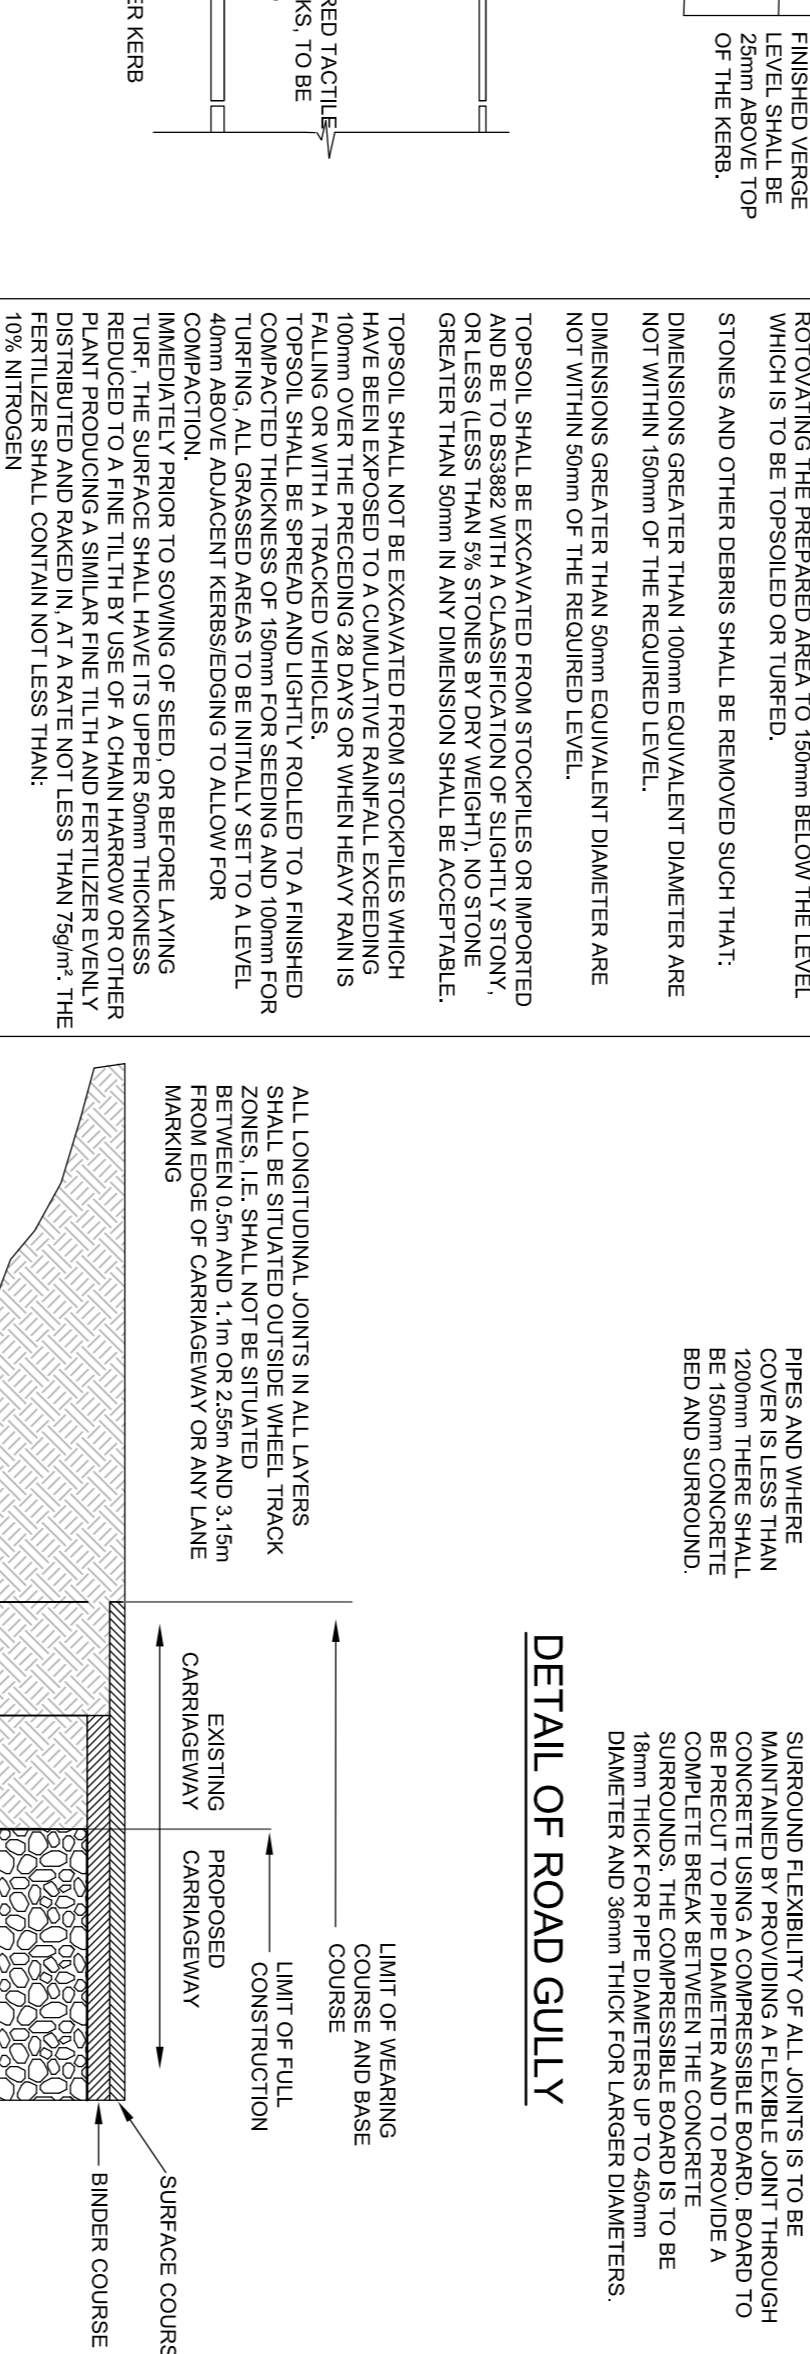 FINISHED VERGE
LEVEL SHALL BE
25mm ABOVE TOP
OF THE KERB.
RED TACTILE
KS, TO BE
ER KERB
ROTOVATING THE PREPARED AREA TO 150mm BELOW THE LEVEL
WHICH IS TO BE TOPSOILED OR TURFED.
STONES AND OTHER DEBRIS SHALL BE REMOVED SUCH THAT:
DIMENSIONS GREATER THAN 100mm EQUIVALENT DIAMETER ARE
NOT WITHIN 150mm OF THE REQUIRED LEVEL.
DIMENSIONS GREATER THAN 50mm EQUIVALENT DIAMETER ARE
NOT WITHIN 50mm OF THE REQUIRED LEVEL.
TOPSOIL SHALL BE EXCAVATED FROM STOCKPILES OR IMPORTED
AND BE TO BS3882 WITH A CLASSIFICATION OF SLIGHTLY STONY,
OR LESS (LESS THAN 5% STONES BY DRY WEIGHT). NO STONE
GREATER THAN 50mm IN ANY DIMENSION SHALL BE ACCEPTABLE.
TOPSOIL SHALL NOT BE EXCAVATED FROM STOCKPILES WHICH
HAVE BEEN EXPOSED TO A CUMULATIVE RAINFALL EXCEEDING
100mm OVER THE PRECEDING 28 DAYS OR WHEN HEAVY RAIN IS
FALLING OR WITH A TRACKED VEHICLES.
TOPSOIL SHALL BE SPREAD AND LIGHTLY ROLLED TO A FINISHED
COMPACTED THICKNESS OF 150mm FOR SEEDING AND 100mm FOR
TURFING, ALL GRASSED AREAS TO BE INITIALLY SET TO A LEVEL
40mm ABOVE ADJACENT KERBS/EDGING TO ALLOW FOR
COMPACTION.
IMMEDIATELY PRIOR TO SOWING OF SEED, OR BEFORE LAYING
TURF, THE SURFACE SHALL HAVE ITS UPPER 50mm THICKNESS
REDUCED TO A FINE TILTH BY USE OF A CHAIN HARROW OR OTHER
PLANT PRODUCING A SIMILAR FINE TILTH AND FERTILIZER EVENLY
DISTRIBUTED AND RAKED IN, AT A RATE NOT LESS THAN 75g/m². THE
FERTILIZER SHALL CONTAIN NOT LESS THAN:
10% NITROGEN
PIPES AND WHERE
COVER IS LESS THAN
1200mm THERE SHALL
BE 150mm CONCRETE
BED AND SURROUND.
SURROUND FLEXIBILITY OF ALL JOINTS IS TO BE
MAINTAINED BY PROVIDING A FLEXIBLE JOINT THROUGH
CONCRETE USING A COMPRESSIBLE BOARD. BOARD TO
BE PRECUT TO PIPE DIAMETER AND TO PROVIDE A
COMPLETE BREAK BETWEEN THE CONCRETE
SURROUNDS. THE COMPRESSIBLE BOARD IS TO BE
18mm THICK FOR PIPE DIAMETERS UP TO 450mm
DIAMETER AND 36mm THICK FOR LARGER DIAMETERS.
DETAIL OF ROAD GULLY
ALL LONGITUDINAL JOINTS IN ALL LAYERS
SHALL BE SITUATED OUTSIDE WHEEL TRACK
ZONES, I.E. SHALL NOT BE SITUATED
BETWEEN 0.5m AND 1.1m OR 2.55m AND 3.15m
FROM EDGE OF CARRIAGEWAY OR ANY LANE
MARKING
LIMIT OF WEARING
COURSE AND BASE
COURSE
LIMIT OF FULL
CONSTRUCTION
EXISTING
CARRIAGEWAY
PROPOSED
CARRIAGEWAY
SURFACE COURS
BINDER COURSE